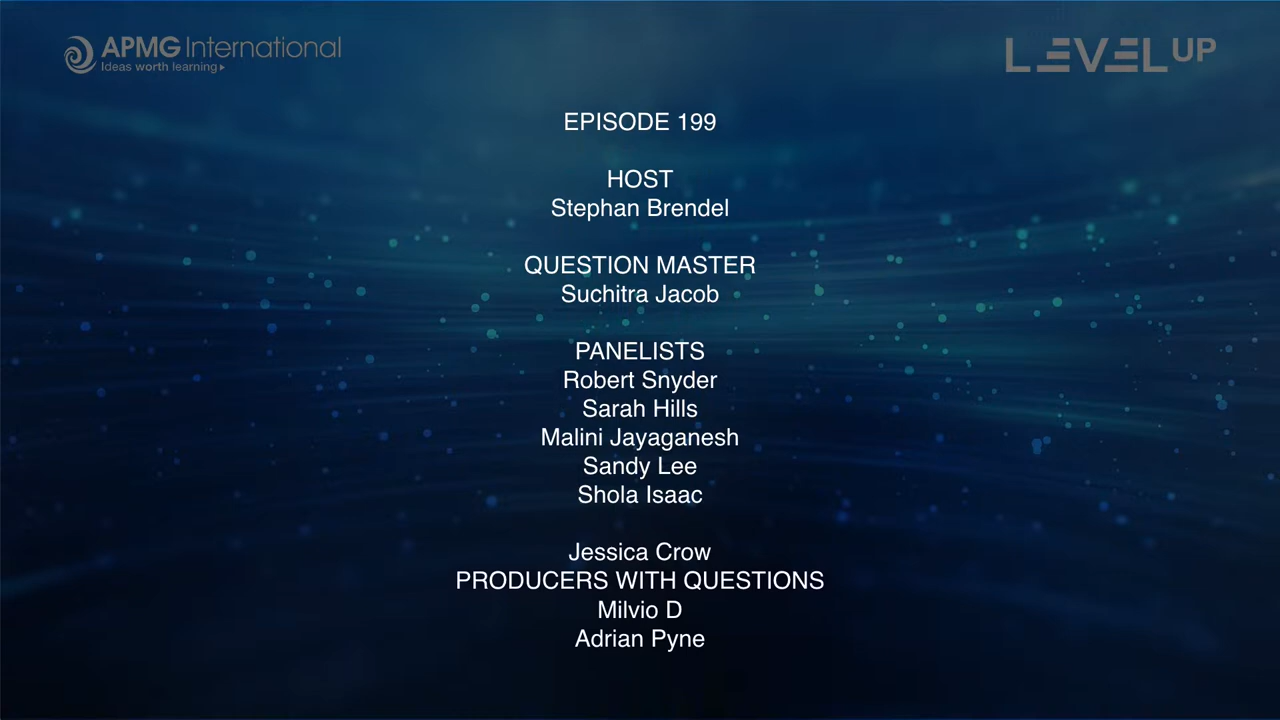 APMG International
Ideas worth learning
LEVEL UP
EPISODE 199
HOST
Stephan Brendel
QUESTION MASTER
Suchitra Jacob
PANELISTS
Robert Snyder
Sarah Hills
Malini Jayaganesh
Sandy Lee
Shola Isaac
Jessica Crow
PRODUCERS WITH QUESTIONS
Milvio D
Adrian Pyne